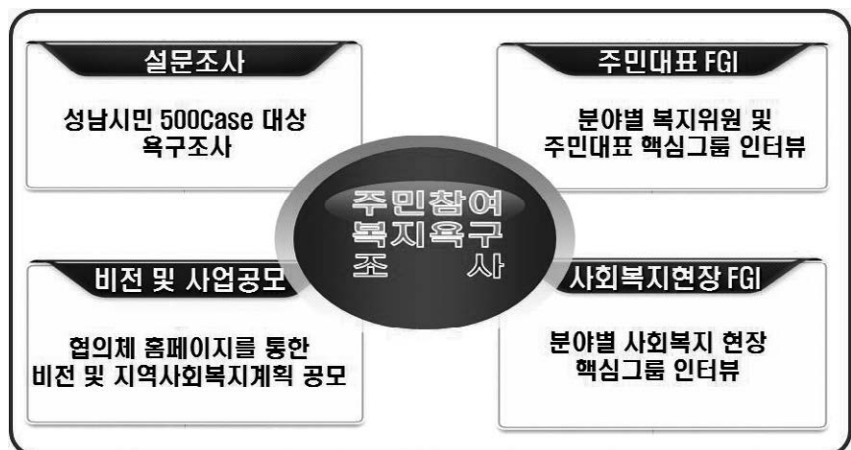 설문조사
성남시민 500Case 대상
욕구조사
주민대표 FGI
분야별 복지위원 및
주민대표 핵심그룹 인터뷰
주민참여
복지욕구
조 사
비전 및 사업공모
협의체 홈페이지를 통한
비전 및 지역사회복지계획 공모
사회복지현장 FGI
분야별 사회복지 현장
핵심그룹 인터뷰